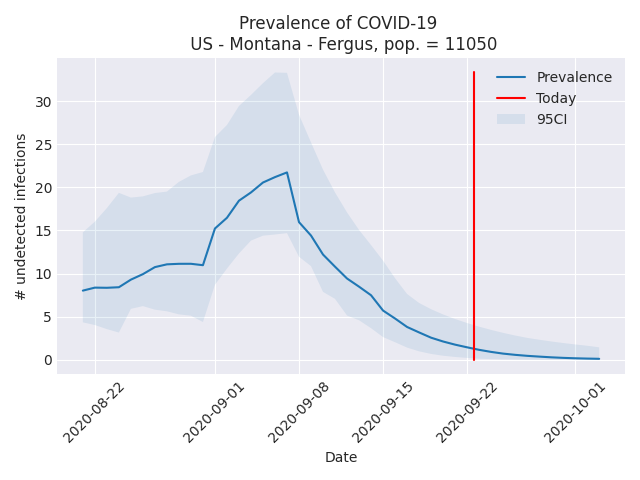 Prevalence of COVID-19
US - Montana - Fergus, pop. = 11050
Prevalence
Today
95CI
# undetected infections
30
25
20
15
10
5
0
2020-08-22
2020-09-01
2020-09-08
2020-09-15
2020-09-22
2020-10-01
Date